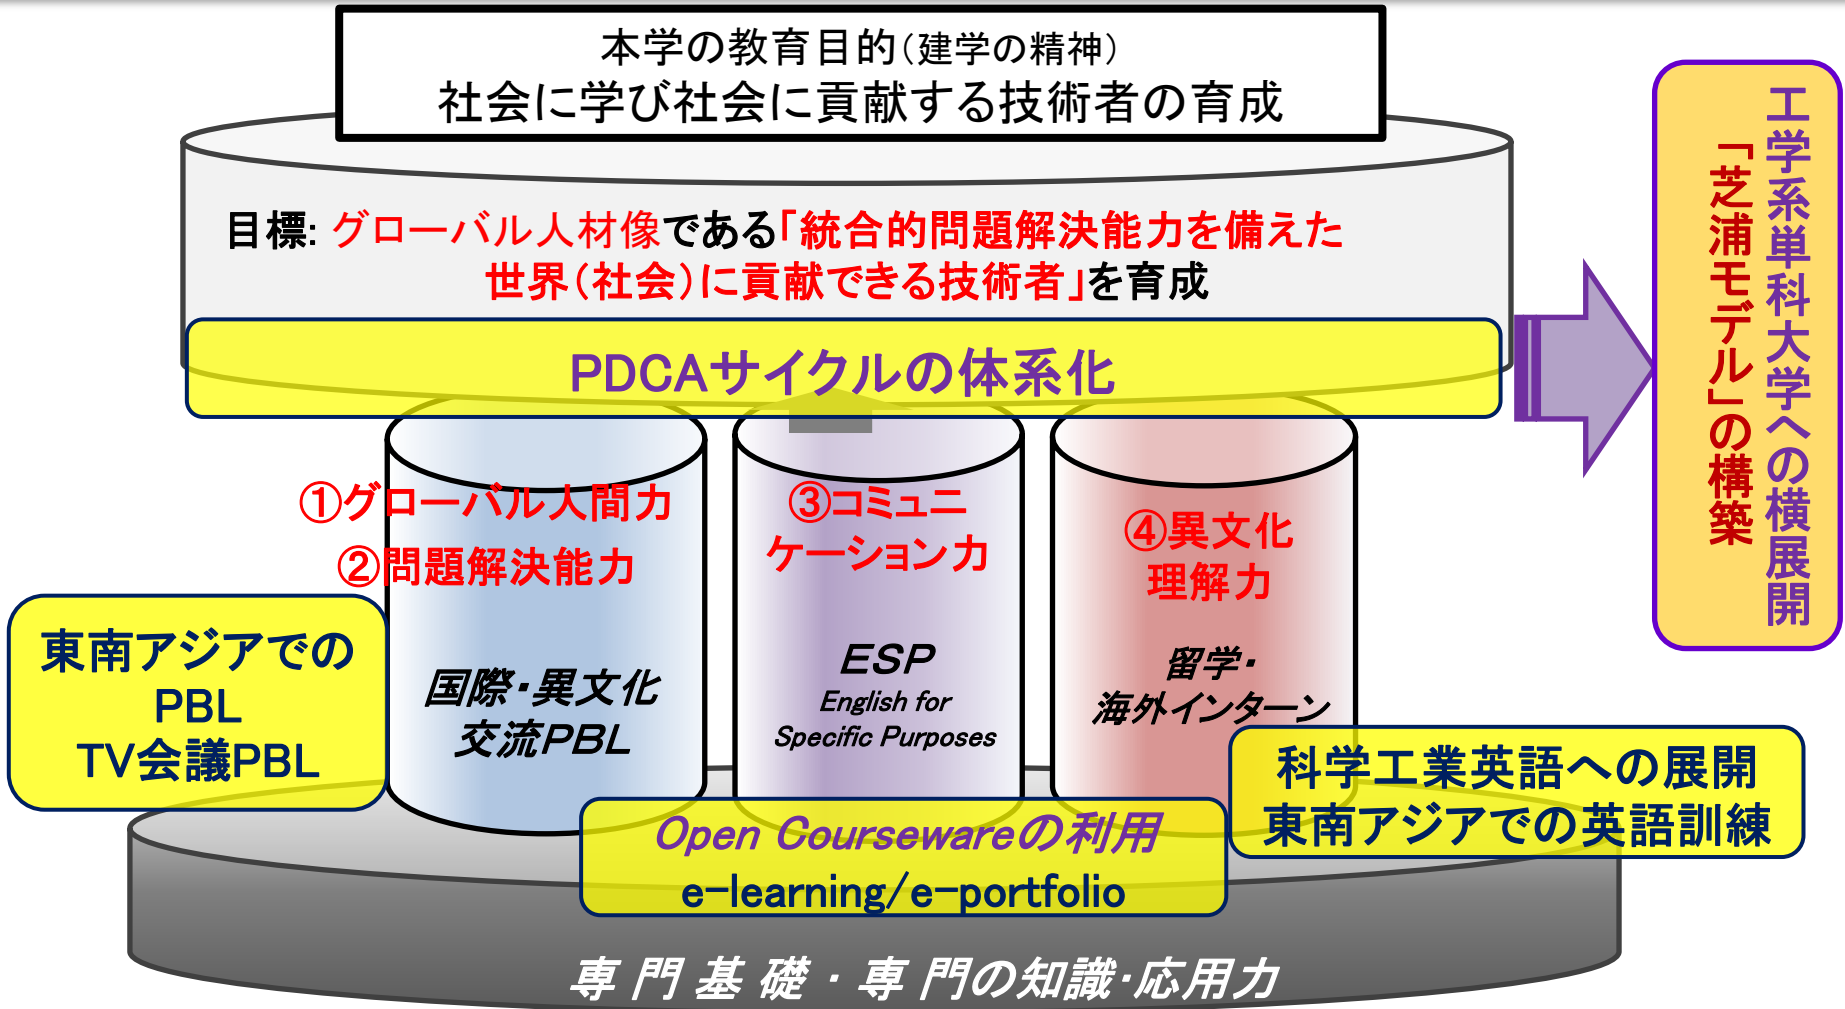 本学の教育目的(建学の精神)
社会に学び社会に貢献する技術者の育成
目標: グローバル人材像である「統合的問題解決能力を備えた
世界(社会)に貢献できる技術者」を育成
PDCAサイクルの体系化
工学系単科大学への横展開
「芝浦モデル」の構築
①グローバル人間力
②問題解決能力
国際・異文化
交流PBL
③コミュニ
ケーション力
ESP
English for
Specific Purposes
④異文化
理解力
留学・
海外インターン
東南アジアでの
PBL
TV会議PBL
科学工業英語への展開
東南アジアでの英語訓練
Open Coursewareの利用
e-learning/e-portfolio
専 門 基 礎 ・ 専 門の知識・応用力